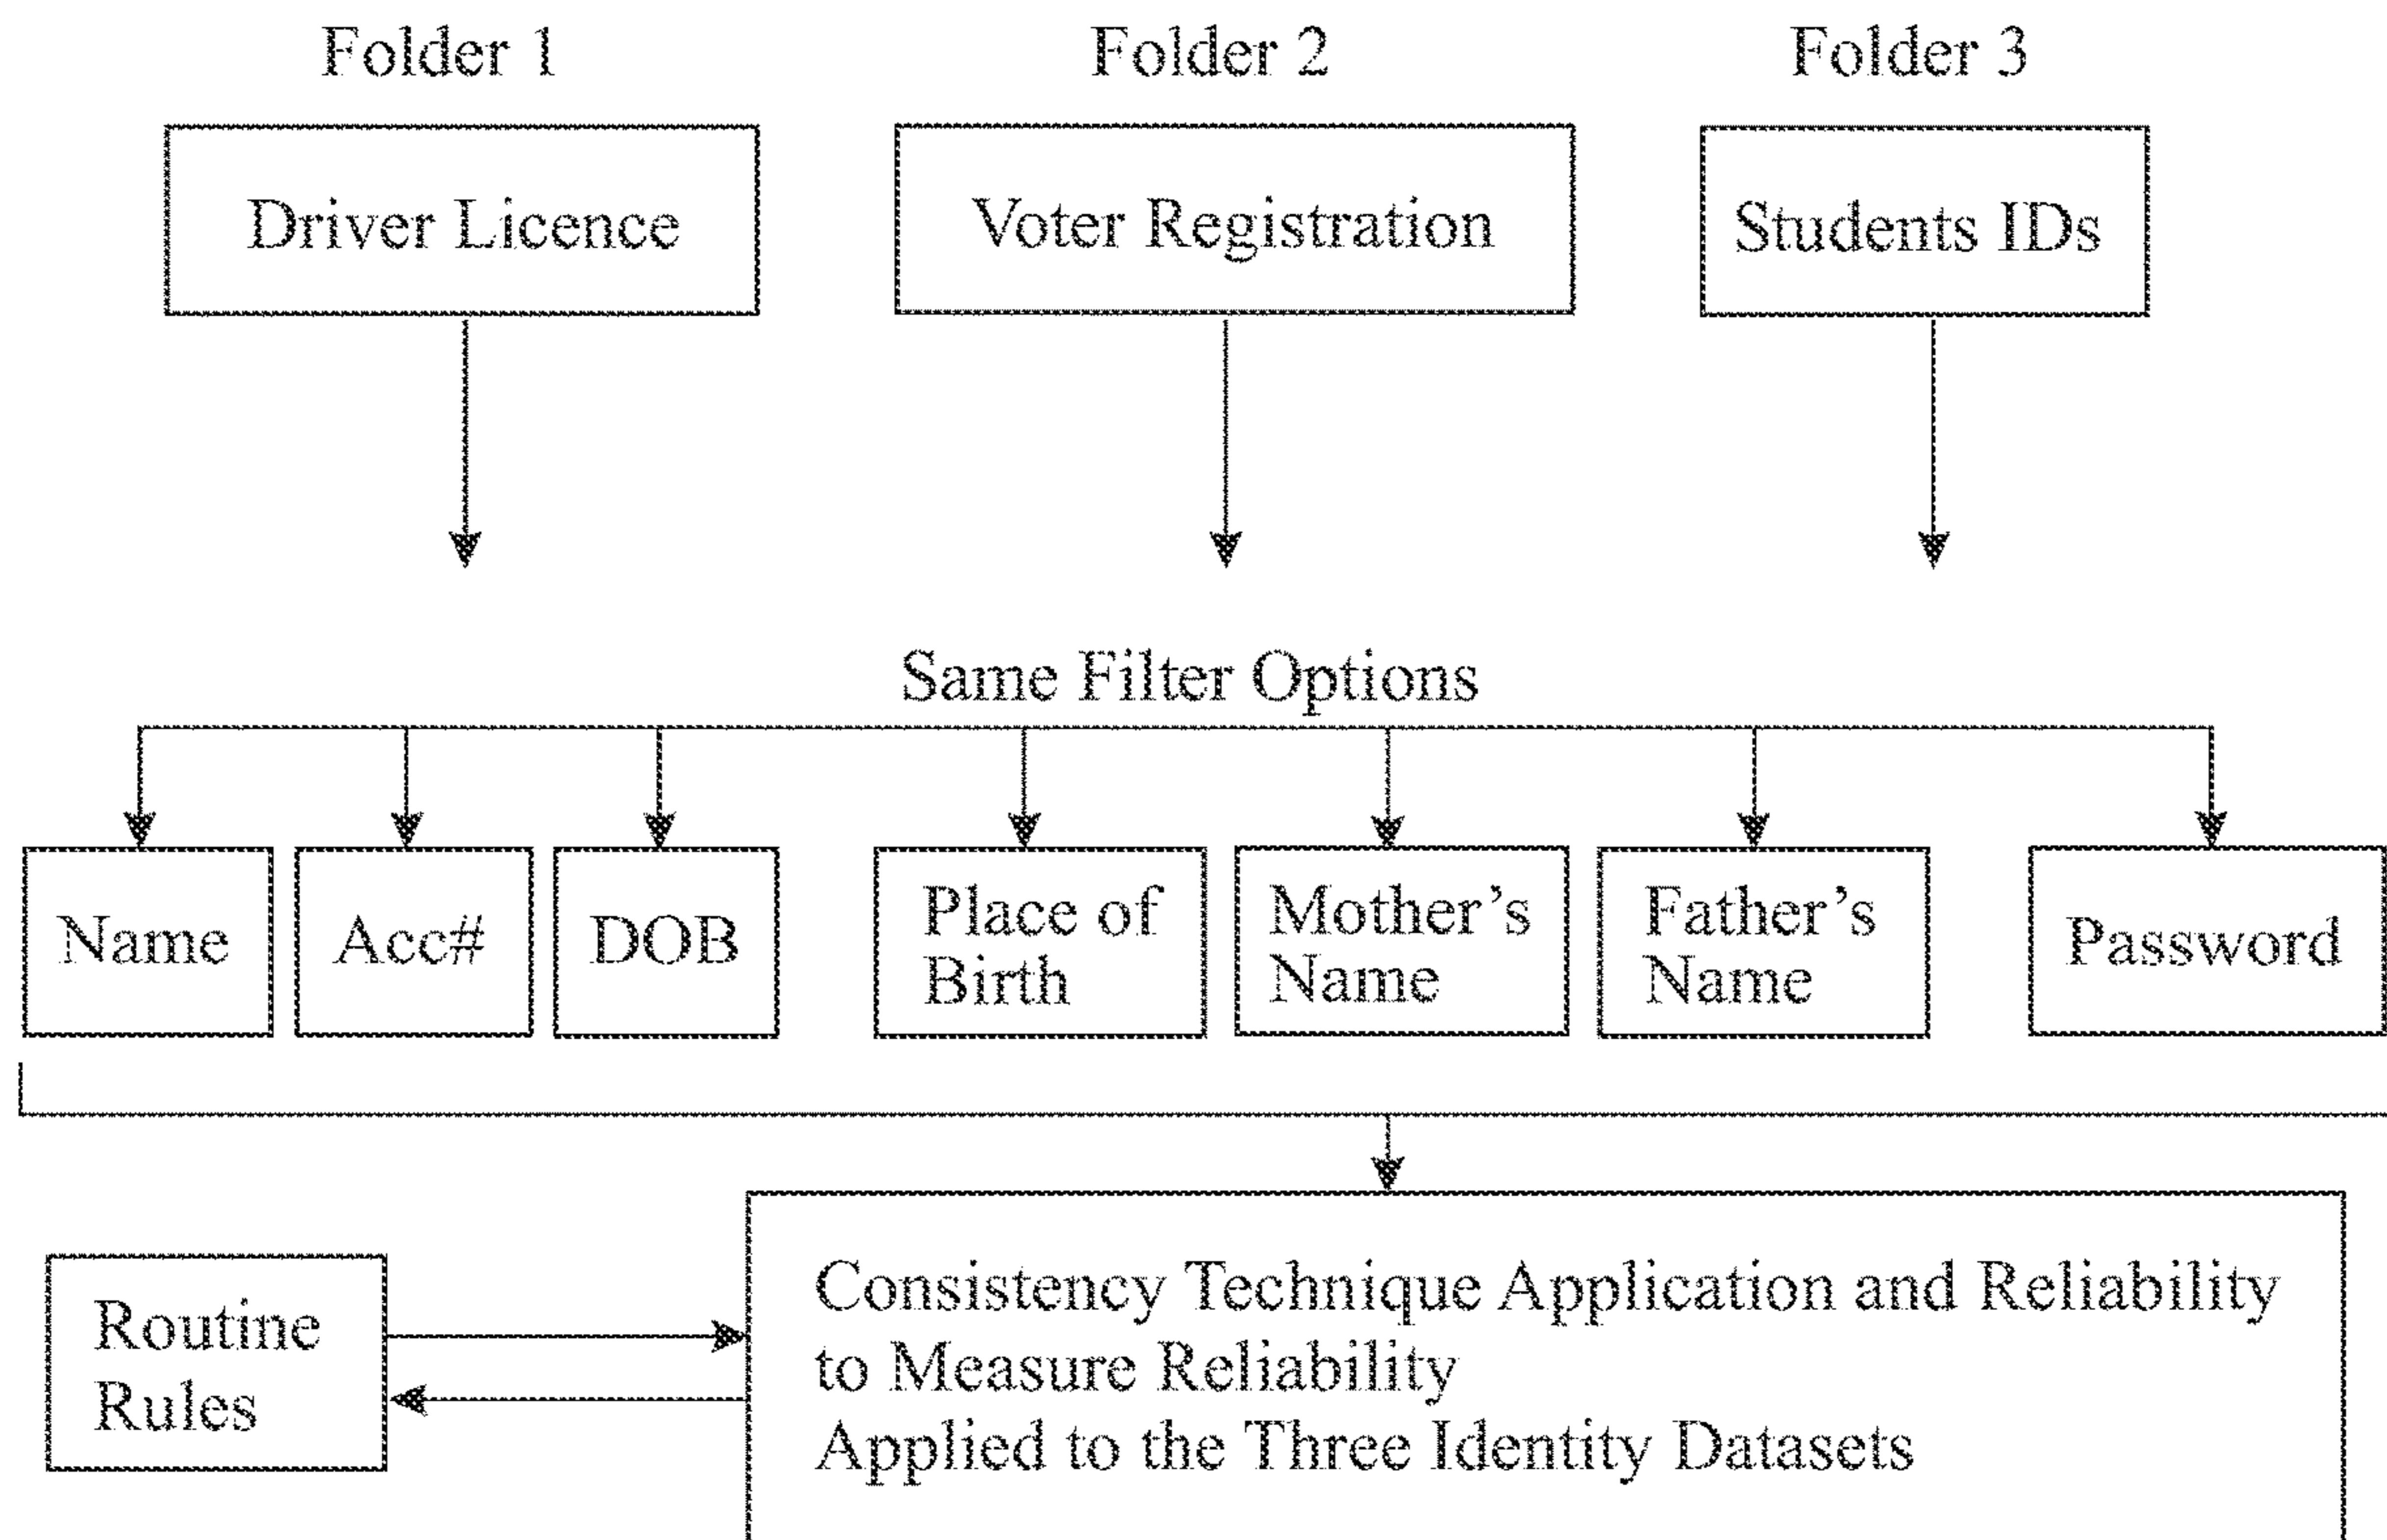 Folder 1
Folder 2
Folder 3
Driver Licence
Voter Registration
Students IDs
Same Filter Options
Name
Acc#
DOB
Place of
Birth
Mother’s
Name
Father’s
Name
Password
Routine
Rules
Consistency Technique Application and Reliability
to Measure Reliability
Applied to the Three Identity Datasets